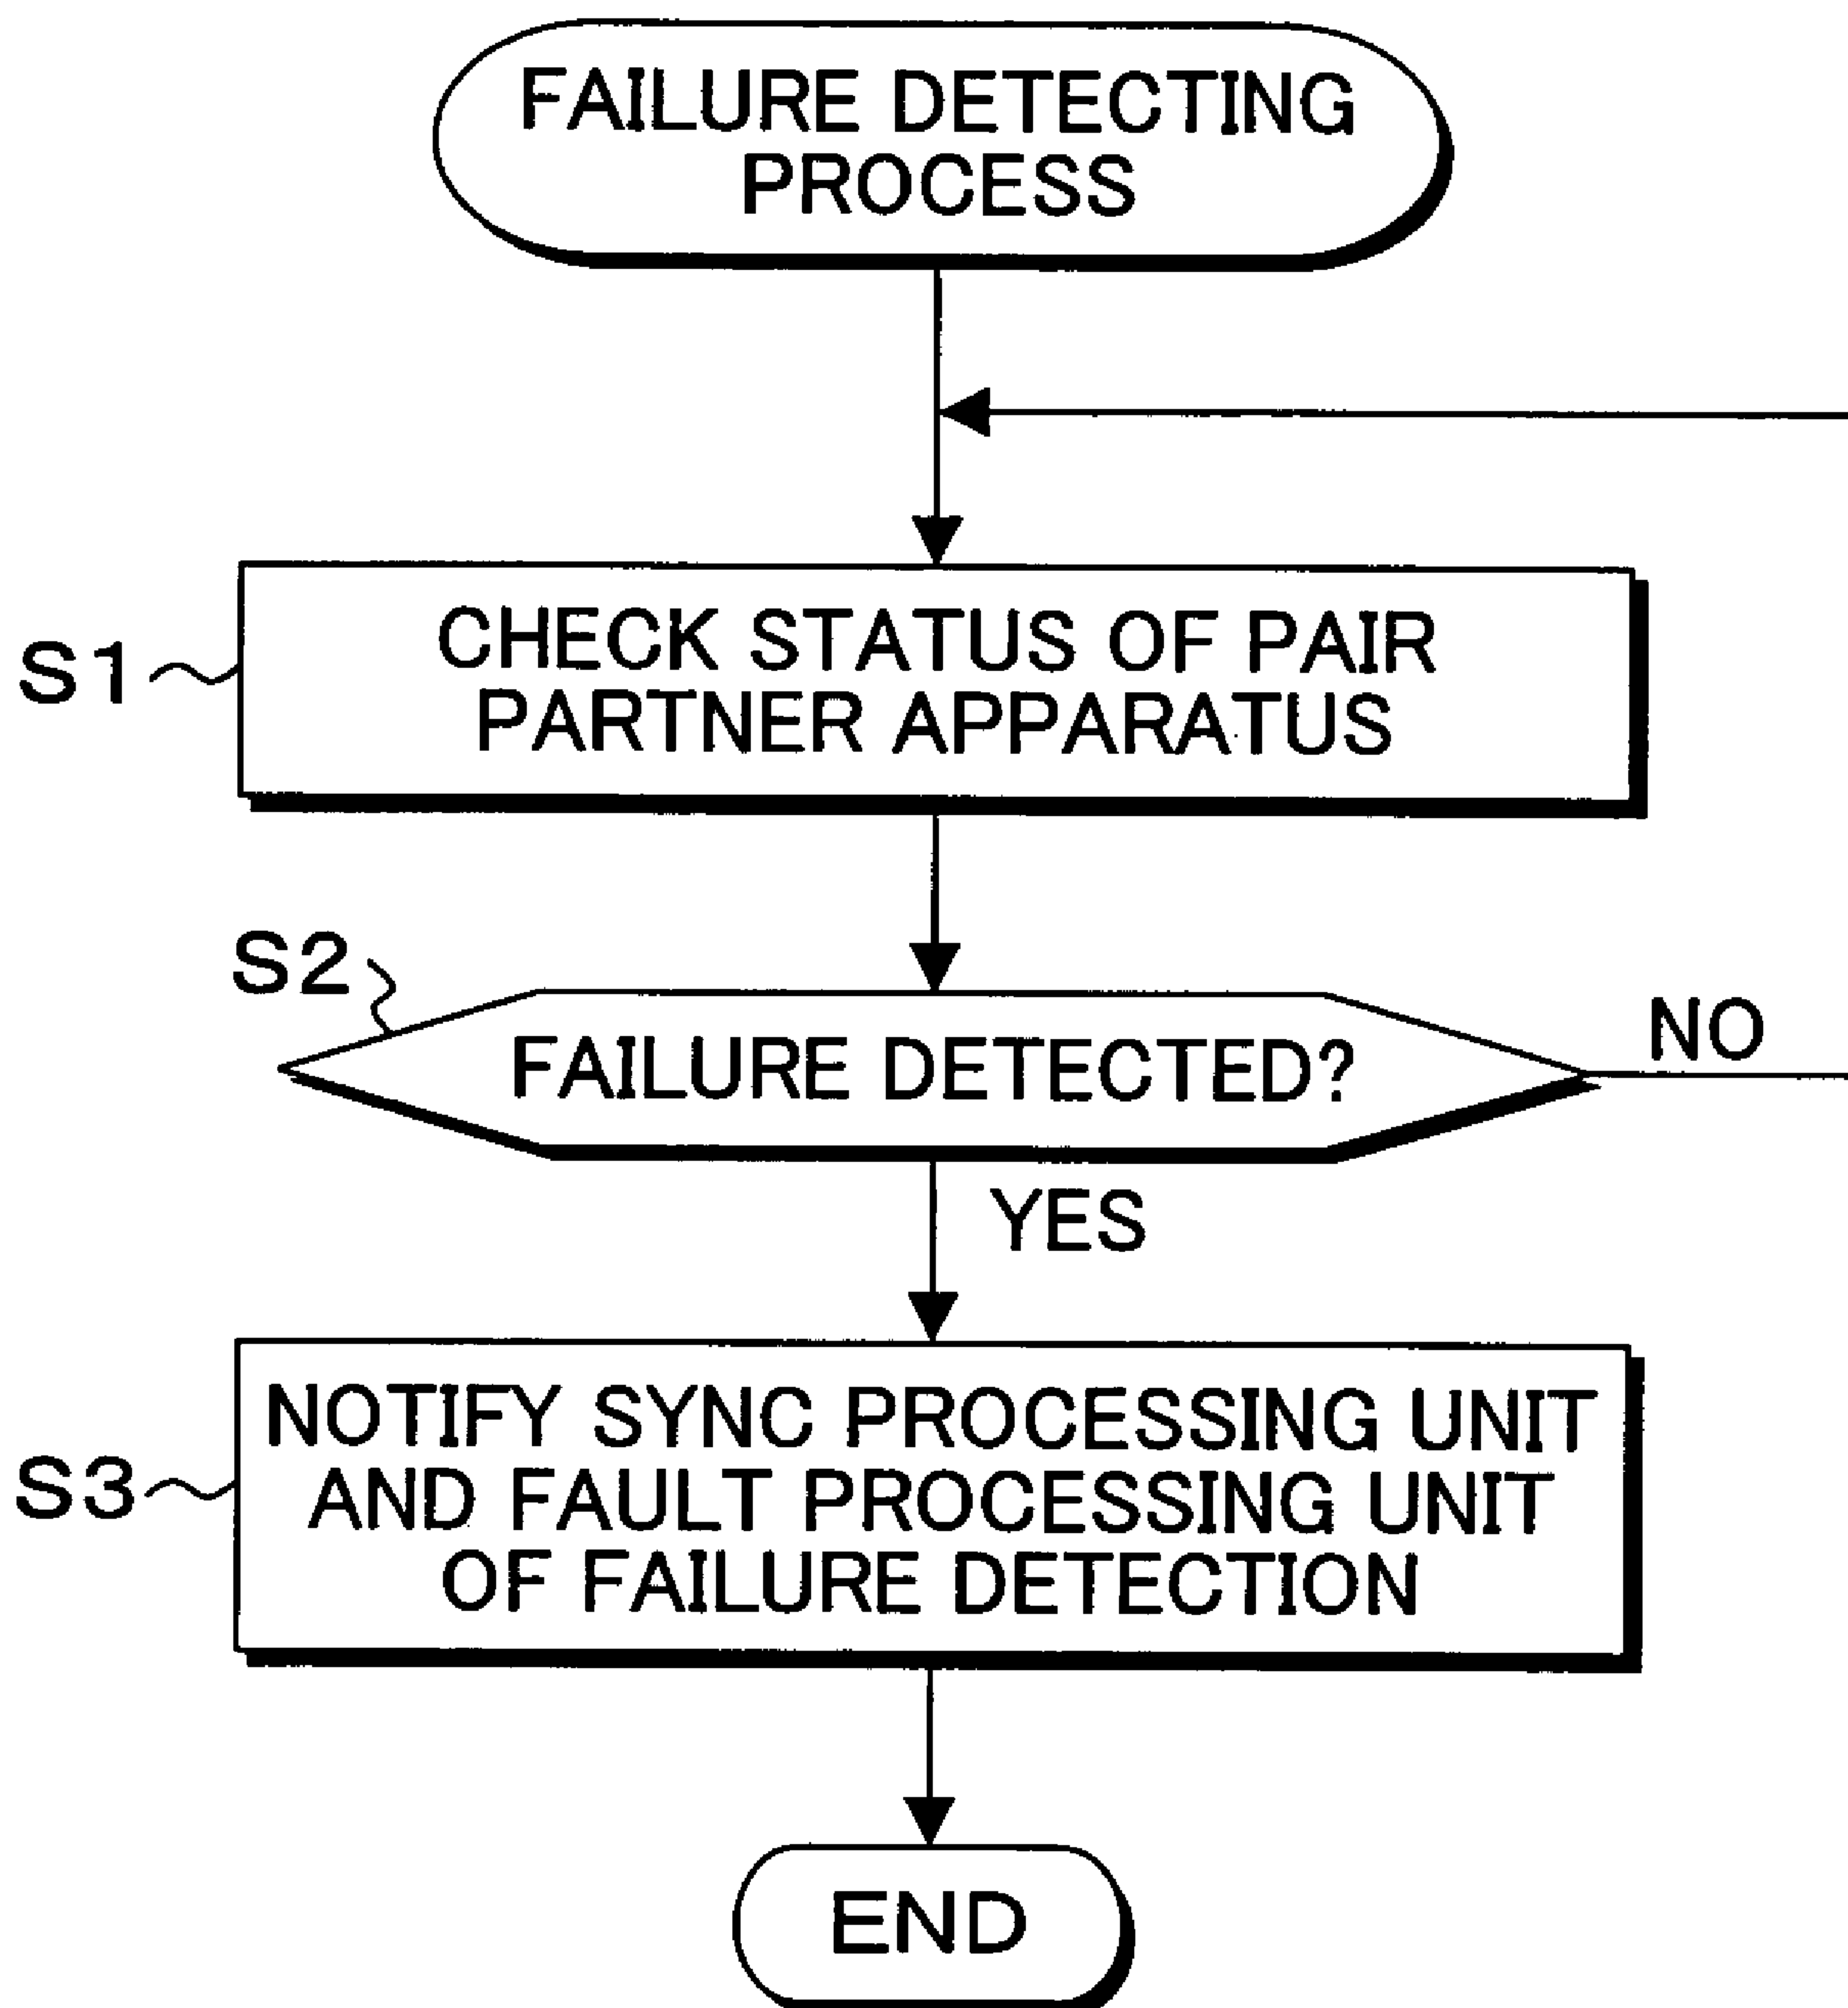 FAILURE DETECTING
PROCESS
S1
CHECK STATUS OF PAIR
PARTNER APPARATUS
S2
FAILURE DETECTED?
NO
YES
S3
NOTIFY SYNC PROCESSING UNIT
AND FAULT PROCESSING UNIT
OF FAILURE DETECTION
END